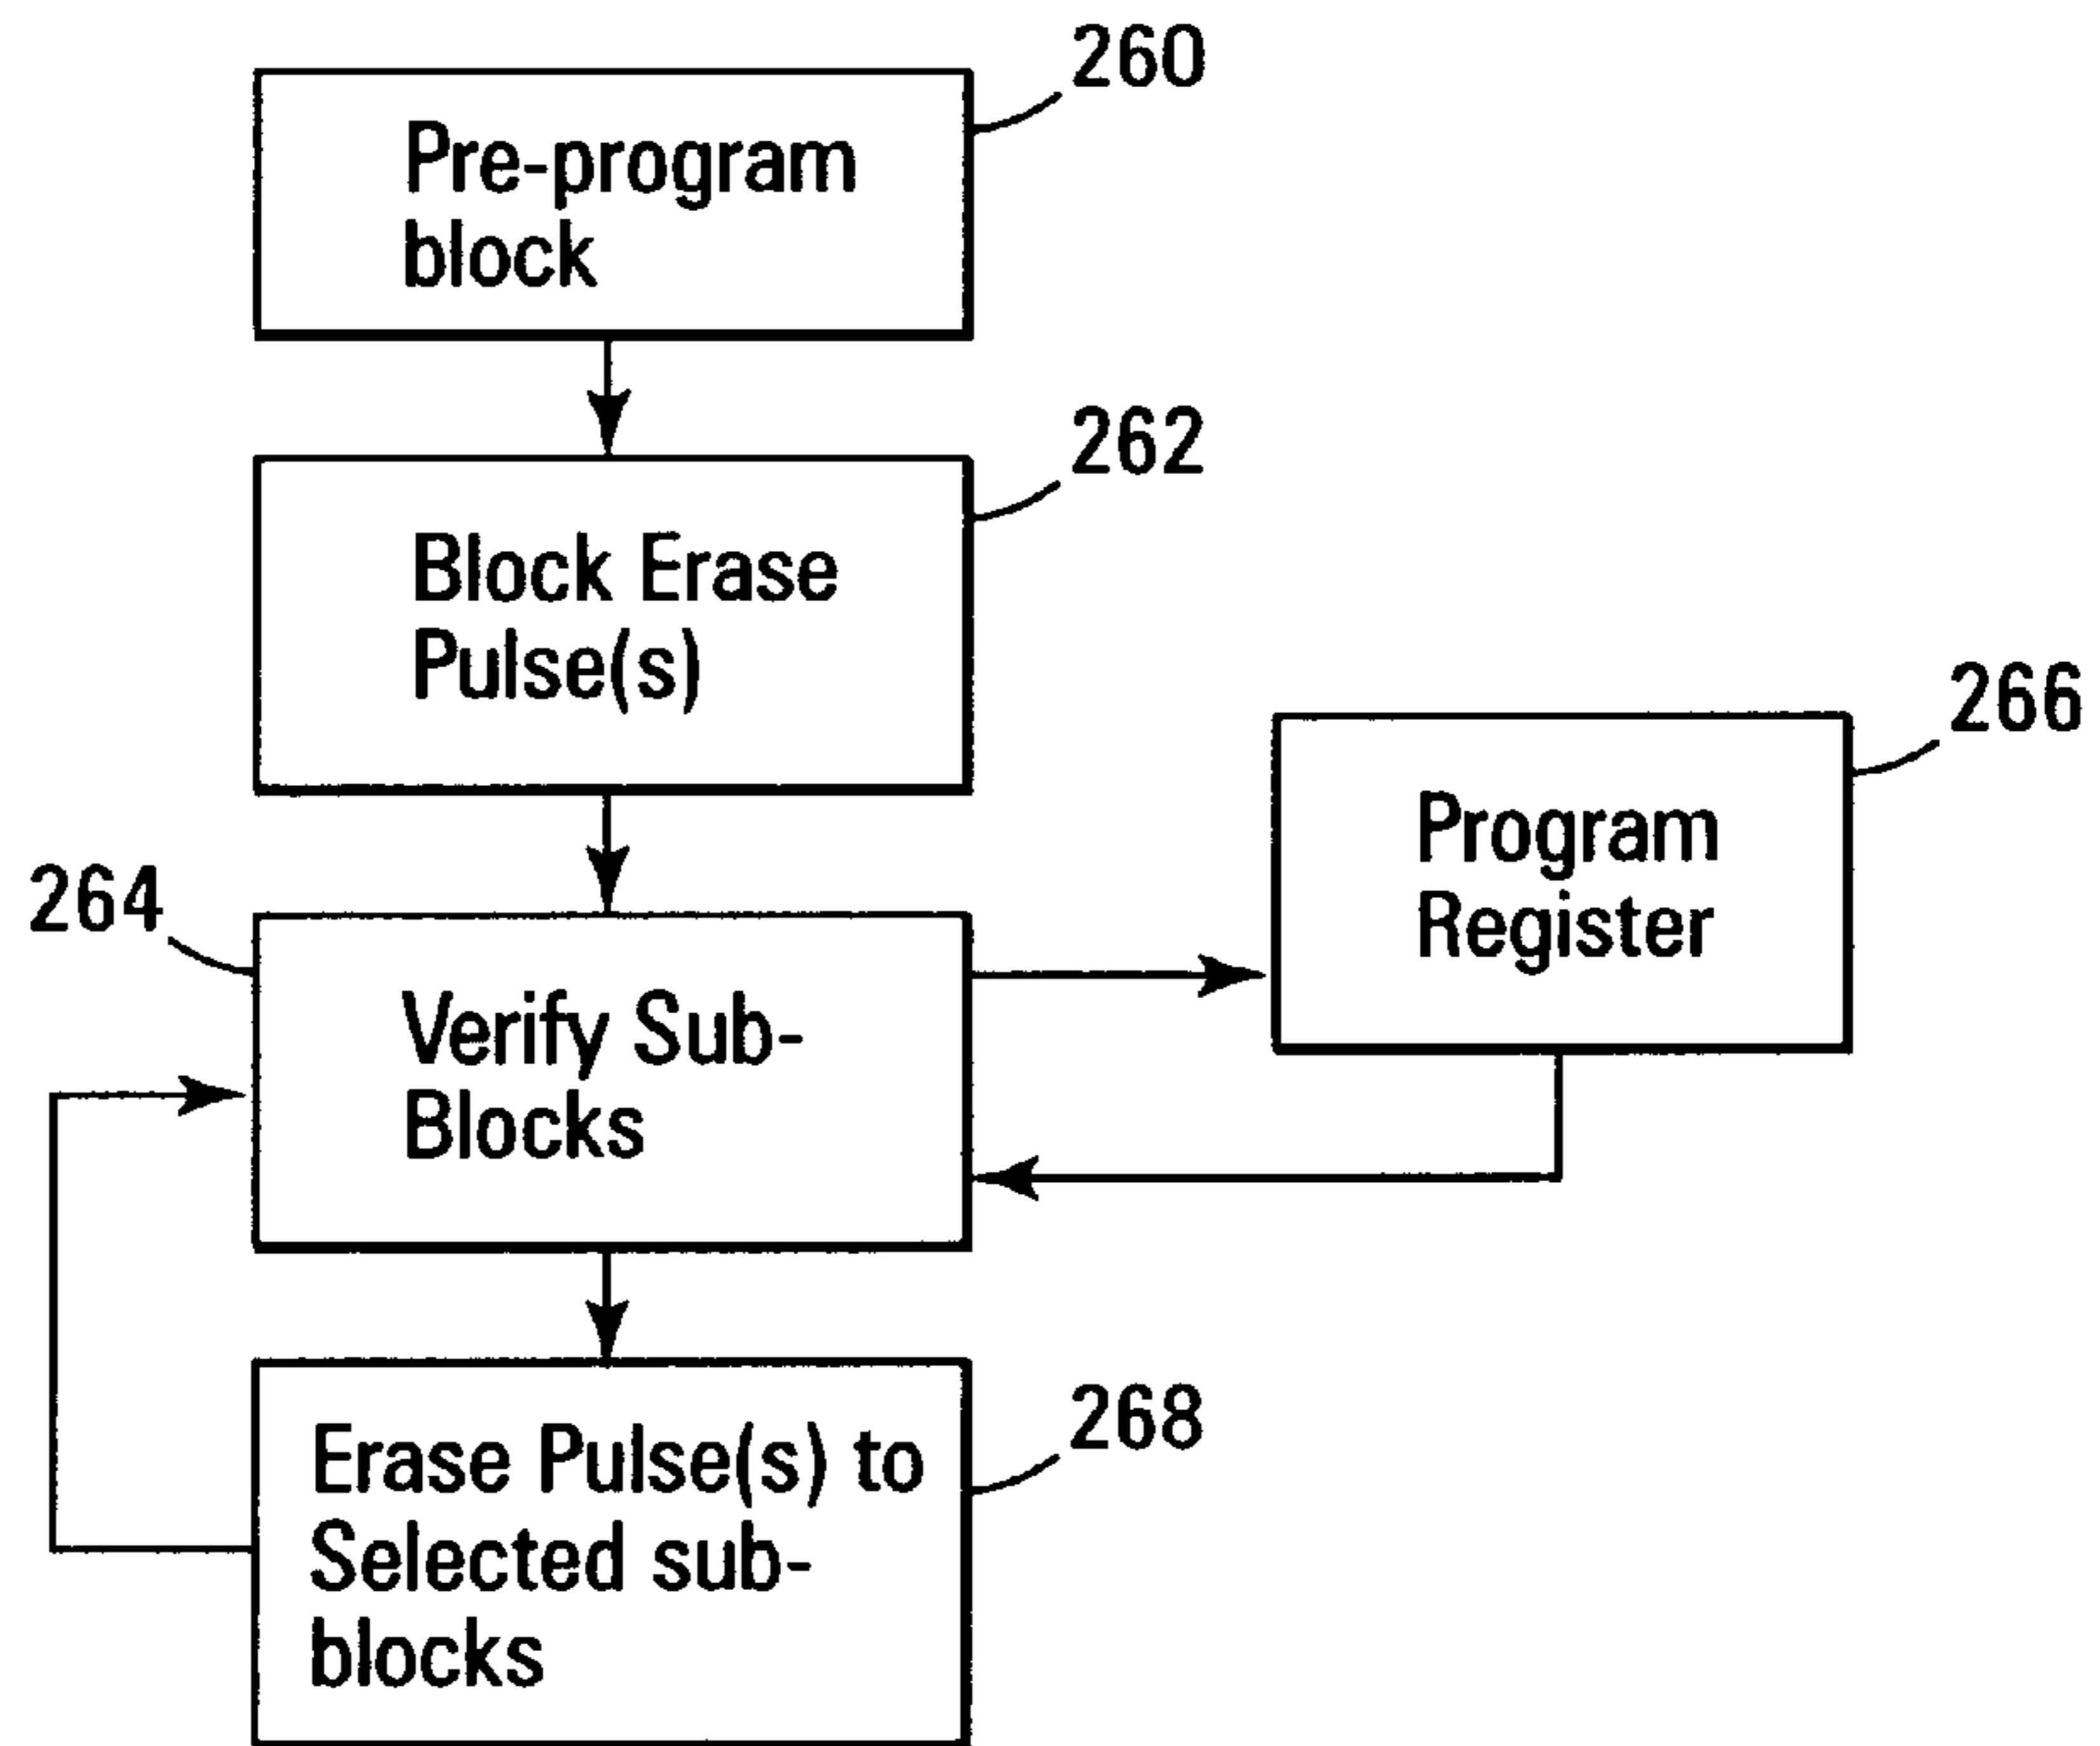 260
Pre-program
block
262
Block Erase
Pulse(s)
266
Program
Register
264
Verify Sub-
Blocks
268
Erase Pulse(s) to
Selected sub-
blocks